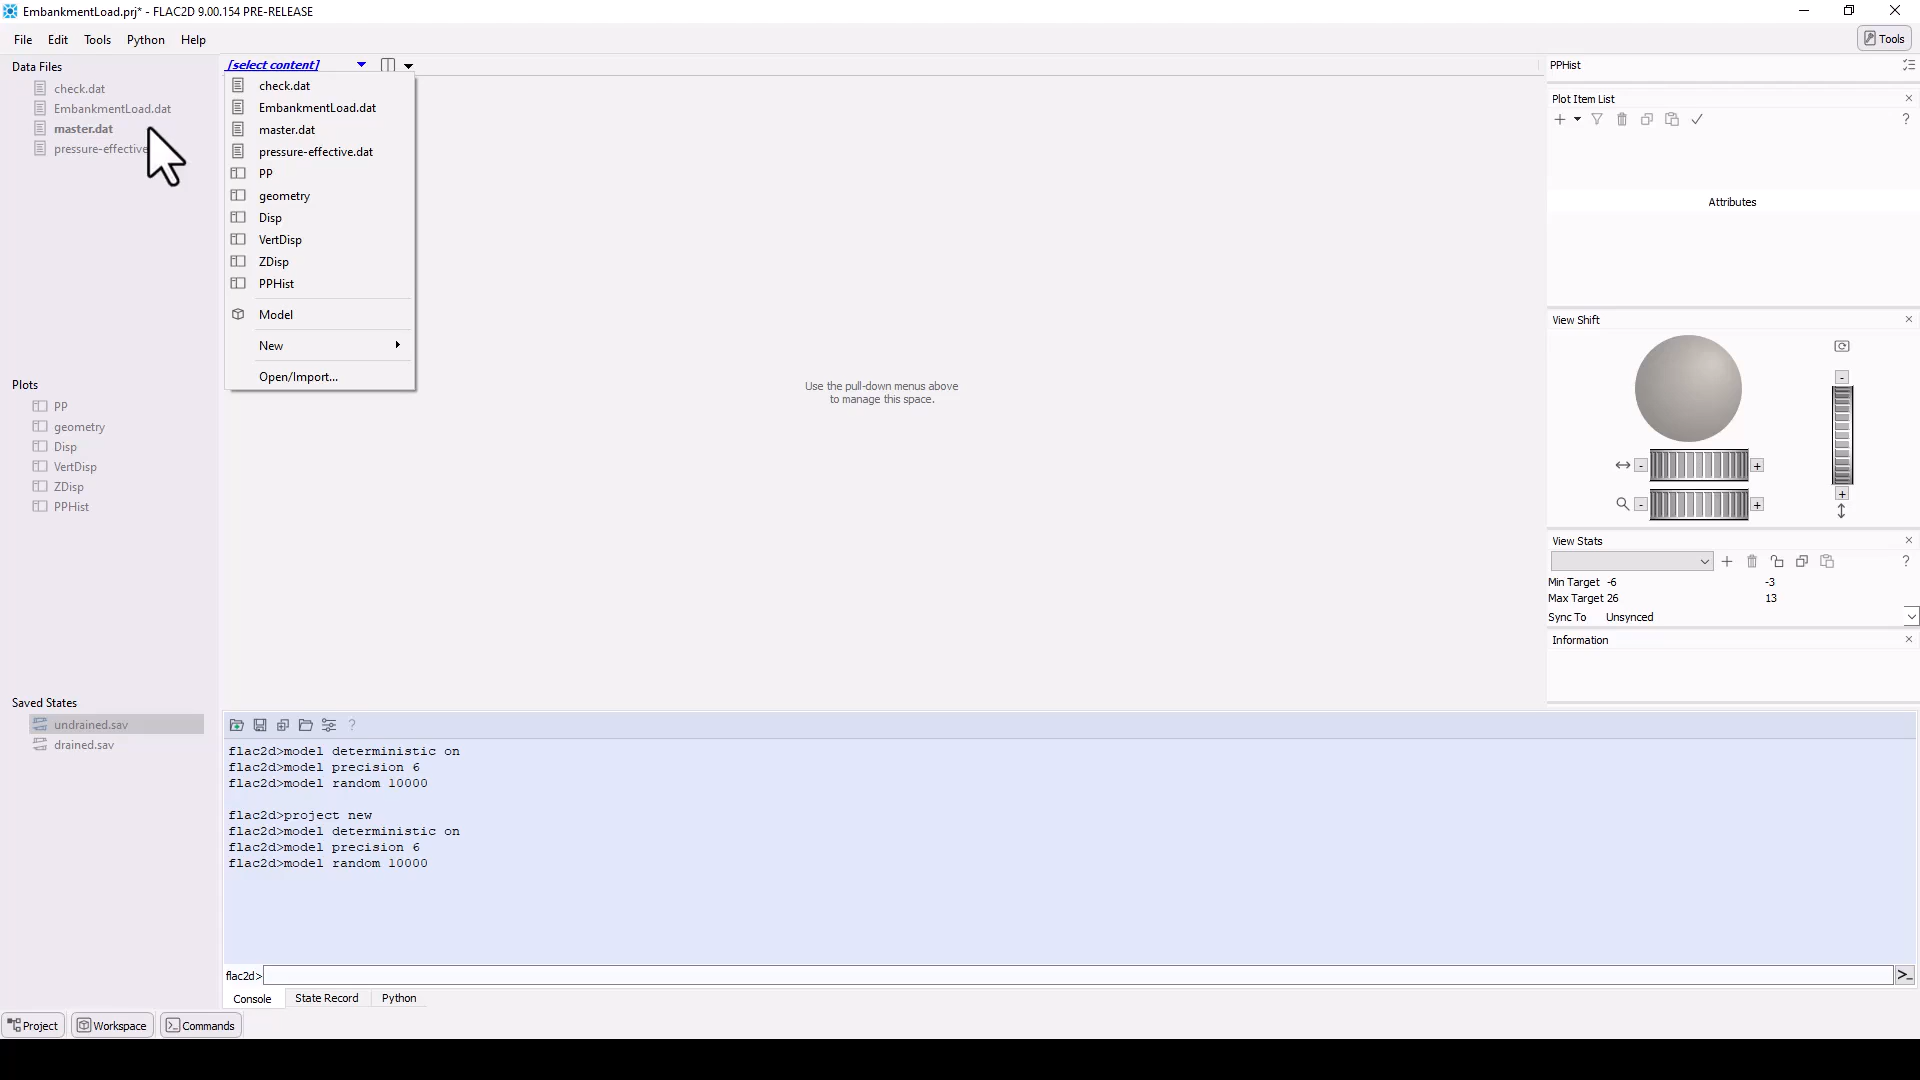 EmbankmentLoad.prj* - FLAC2D 9.00.154 PRE-RELEASE
File Edit Tools Python Help
Tools
Data Files
check.dat
EmbankmentLoad.dat
master.dat
pressure-effective
Plots
PP
geometry
Disp
VertDisp
ZDisp
PPHist
Saved States
undrained.sav
drained.sav
[select content]
check.dat
EmbankmentLoad.dat
master.dat
pressure-effective.dat
PP
geometry
Disp
VertDisp
ZDisp
PPHist
Model
New
Open/Import...
Use the pull-down menus above
to manage this space.
PPHist
Plot Item List
Attributes
View Shift
View Stats
Min Target -6 -3
Max Target 26 13
Sync To Unsynced
Information
flac2d>model deterministic on
flac2d>model precision 6
flac2d>model random 10000
flac2d>project new
flac2d>model deterministic on
flac2d>model precision 6
flac2d>model random 10000
flac2d>
Console State Record Python
Project Workspace Commands